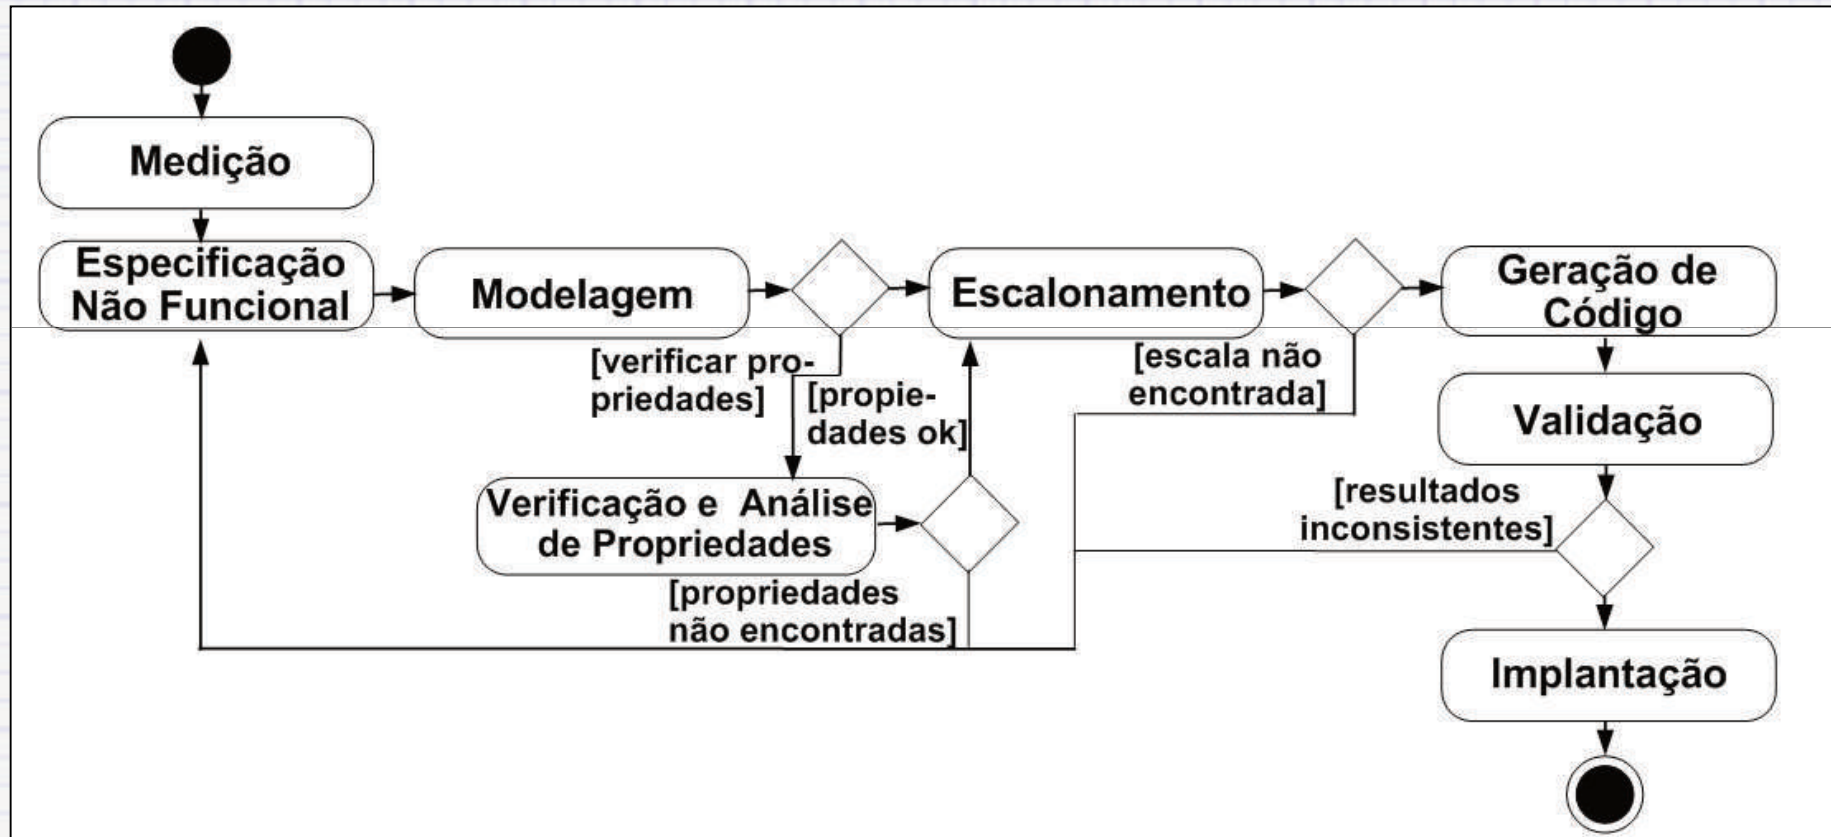 Medição
Especificação
Não Funcional
Modelagem
Escalonamento
Geração de
Código
[verificar pro-
priedades]
[propie-
dades ok]
[escala não
encontrada]
Validação
Verificação e Análise
de Propriedades
[resultados
inconsistentes]
[propriedades
não encontradas]
Implantação